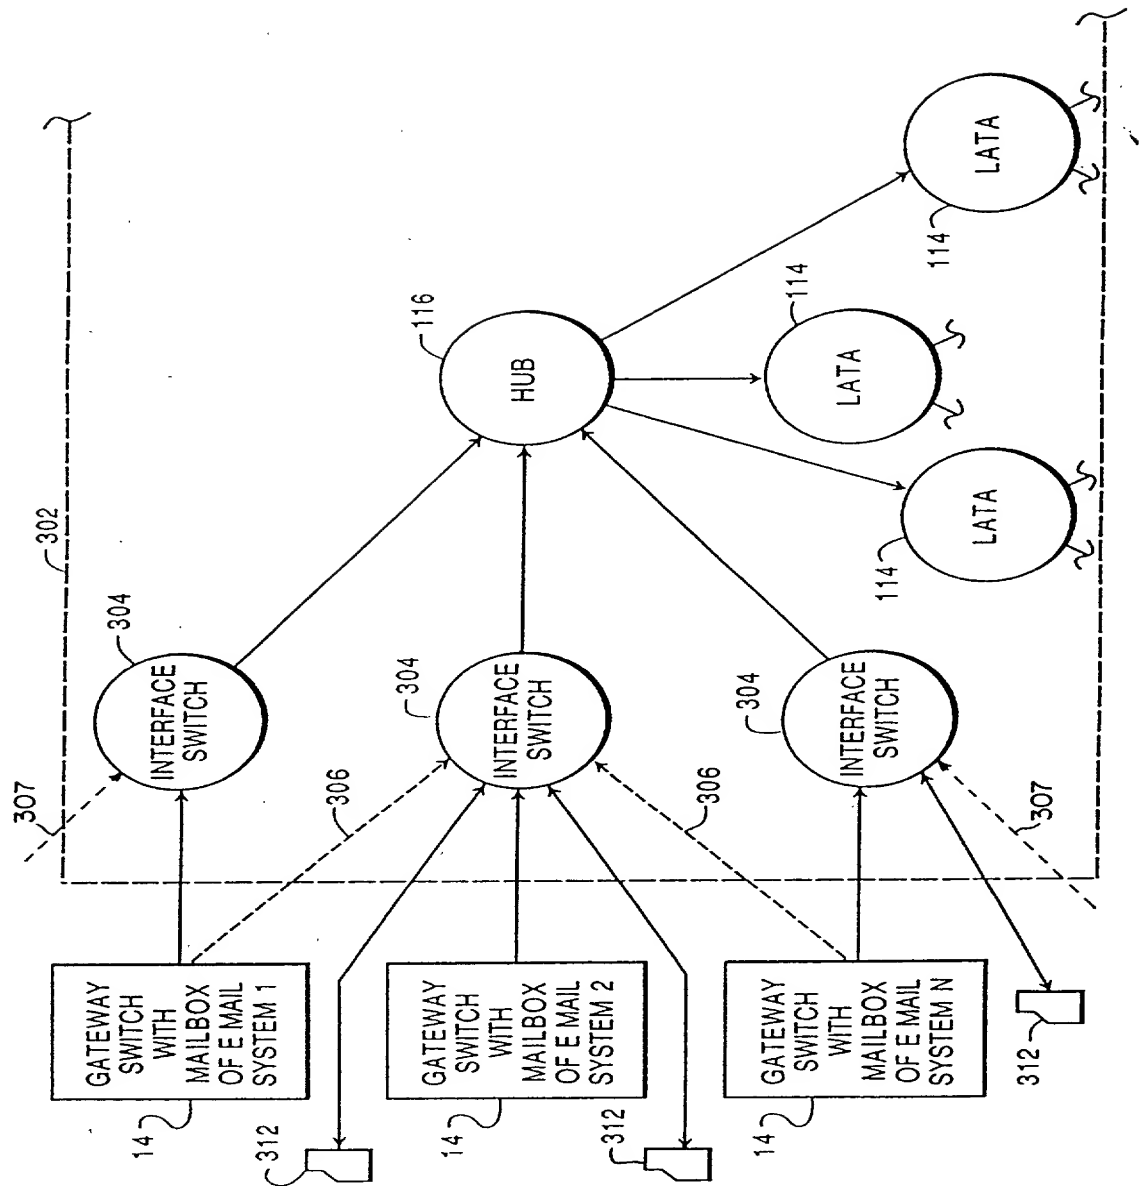 307
304
302
INTERFACE
SWITCH
GATEWAY
SWITCH
WITH
MAILBOX
OF E MAIL
SYSTEM 1
14
312
306
304
116
HUB
INTERFACE
SWITCH
GATEWAY
SWITCH
WITH
MAILBOX
OF E MAIL
SYSTEM 2
14
312
306
304
114
LATA
INTERFACE
SWITCH
GATEWAY
SWITCH
WITH
MAILBOX
OF E MAIL
SYSTEM N
14
114
LATA
114
LATA
307
312